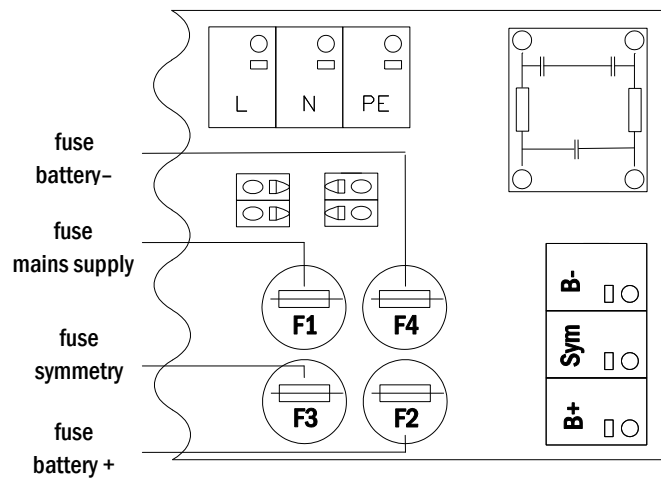 L N PE
fuse
battery–
fuse
mains supply
B-
F1 F4
Sym
fuse
symmetry
F3 F2
B+
fuse
battery +